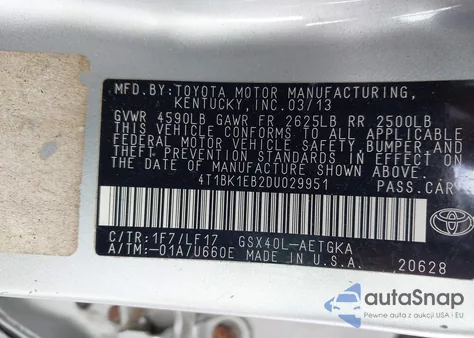 MFD.BY:TOYOTA MOTOR MANUFACTURING,
KENTUCKY,INC.03/13
GVWR 4590LB GAWR FR 2625LB RR 2500LB
THIS VEHICLE CONFORMS TO ALL APPLICABLE
FEDERAL MOTOR VEHICLE SAFETY,BUMPER,AND
THEFT PREVENTION STANDARDS IN EFFECT ON
THE DATE OF MANUFACTURE SHOWN ABOVE.
4T1BK1EB2DU029951 PASS.CAR
TOYOTA
C/TR:1F7/LF17 GSX40L-AETGKA
A/TM:-01A/U660E MADE IN U.S.A. 20628
autoSnap
Pewne auta z aukcji w USA